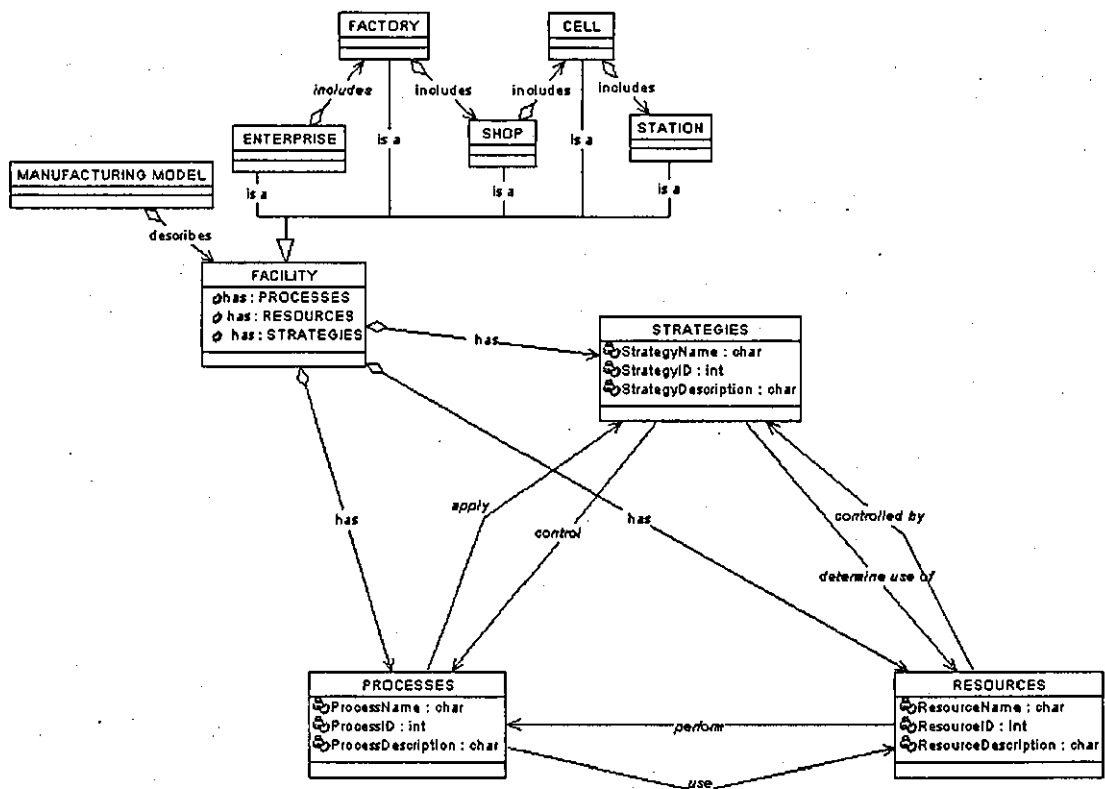 FACTORY
CELL
includes
includes
includes
includes
ENTERPRISE
is a
SHOP
is a
STATION
MANUFACTURING MODEL
is a
is a
is a
describes
FACILITY
has : PROCESSES
has : RESOURCES
has : STRATEGIES
has
STRATEGIES
StrategyName : char
StrategyID : int
StrategyDescription : char
has
apply
control
has
controlled by
determine use of
PROCESSES
ProcessName : char
ProcessID : int
ProcessDescription : char
perform
use
RESOURCES
ResourceName : char
ResourceID : int
ResourceDescription : char